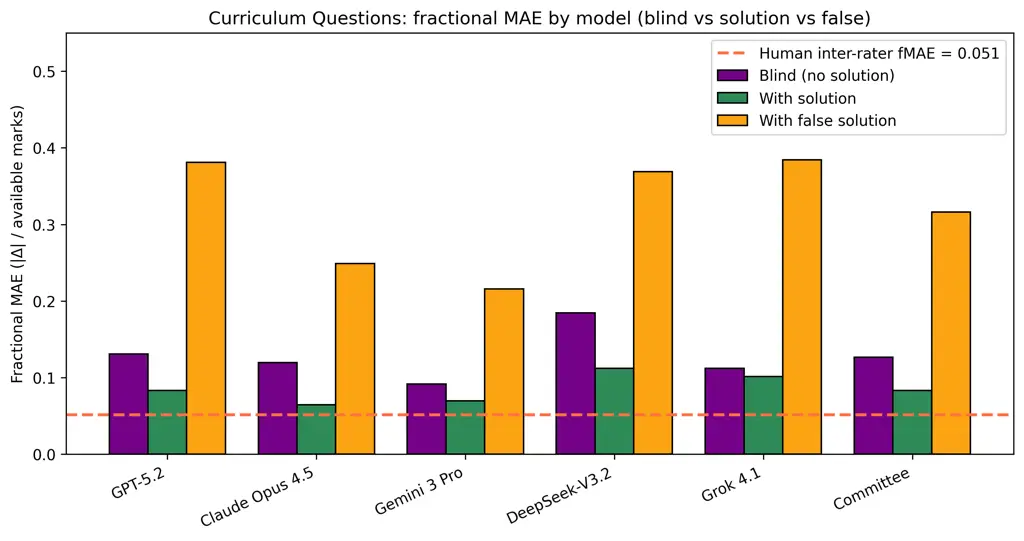 Curriculum Questions: fractional MAE by model (blind vs solution vs false)
Fractional MAE (|Δ| / available marks)
0.5
0.4
0.3
0.2
0.1
0.0
Human inter-rater fMAE = 0.051
Blind (no solution)
With solution
With false solution
GPT-5.2
Claude Opus 4.5
Gemini 3 Pro
DeepSeek-V3.2
Grok 4.1
Committee